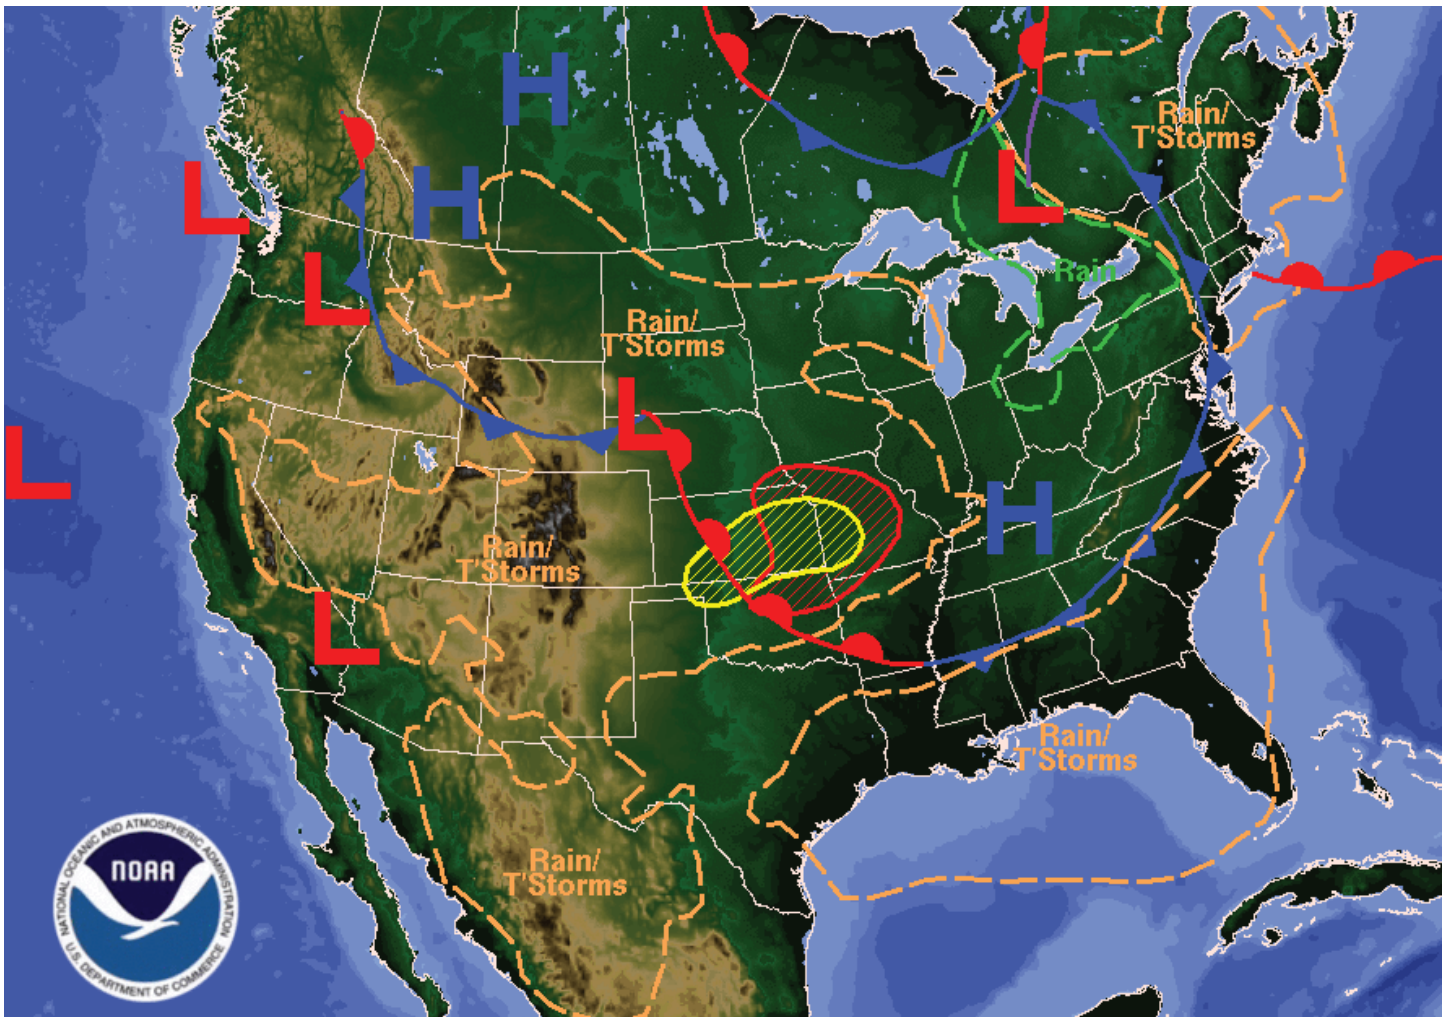 H
Rain/
T'Storms
L
H
L
L
Rain
Rain/
T'Storms
L
L
H
Rain/
T'Storms
L
Rain/
T'Storms
Rain/
T'Storms
NATIONAL OCEANIC AND ATMOSPHERIC ADMINISTRATION
NOAA
U.S. DEPARTMENT OF COMMERCE